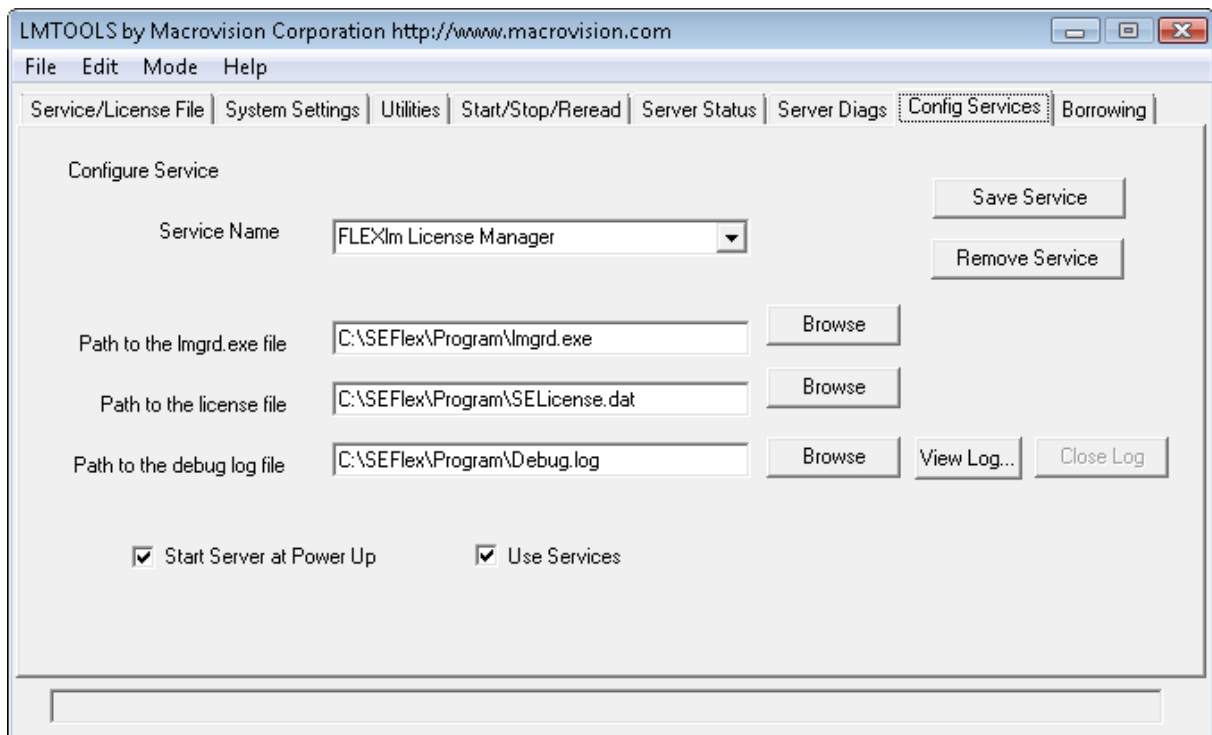 LMTOOLS by Macrovision Corporation http://www.macrovision.com
File Edit Mode Help
Service/License File System Settings Utilities Start/Stop/Reread Server Status Server Diags Config Services Borrowing
Configure Service
Save Service
Service Name FLEXlm License Manager
Remove Service
Path to the lmgrd.exe file C:\SEFlex\Program\lmgrd.exe Browse
Path to the license file C:\SEFlex\Program\SELicense.dat Browse
Path to the debug log file C:\SEFlex\Program\Debug.log Browse View Log... Close Log
Start Server at Power Up Use Services